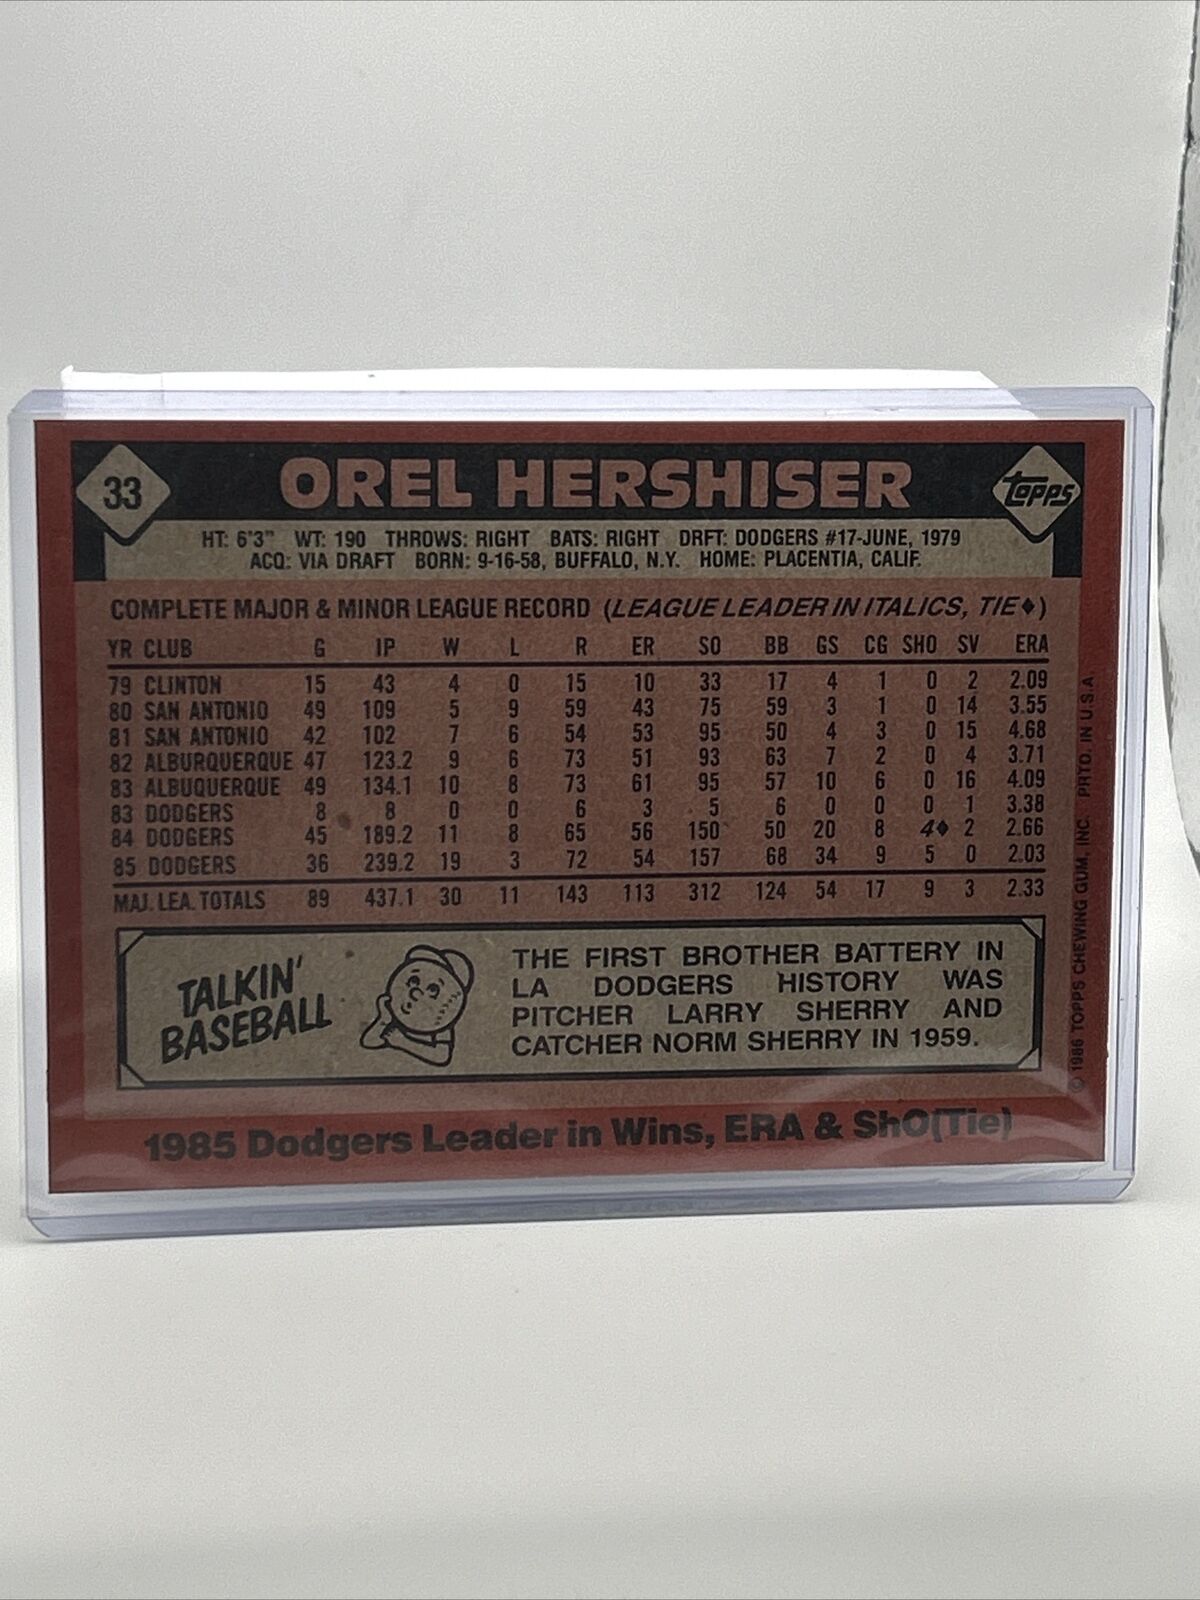 33 OREL HERSHISER topps
HT: 6'3" WT: 190 THROWS: RIGHT BATS: RIGHT DRFT: DODGERS #17-JUNE, 1979
ACQ: VIA DRAFT BORN: 9-16-58, BUFFALO, N.Y. HOME: PLACENTIA, CALIF.
COMPLETE MAJOR & MINOR LEAGUE RECORD (LEAGUE LEADER IN ITALICS, TIE♦)
YR CLUB G IP W L R ER SO BB GS CG SHO SV ERA
79 CLINTON 15 43 4 0 15 10 33 17 4 1 0 2 2.09
80 SAN ANTONIO 49 109 5 9 59 43 75 59 3 1 0 14 3.55
81 SAN ANTONIO 42 102 7 6 54 53 95 50 4 3 0 15 4.68
82 ALBURQUERQUE 47 123.2 9 6 73 51 93 63 7 2 0 4 3.71
83 ALBUQUERQUE 49 134.1 10 8 73 61 95 57 10 6 0 16 4.09
83 DODGERS 8 8 0 0 6 3 5 6 0 0 0 1 3.38
84 DODGERS 45 189.2 11 8 65 56 150 50 20 8 4♦ 2 2.66
85 DODGERS 36 239.2 19 3 72 54 157 68 34 9 5 0 2.03
MAJ. LEA. TOTALS 89 437.1 30 11 143 113 312 124 54 17 9 3 2.33
TALKIN'
BASEBALL
THE FIRST BROTHER BATTERY IN
LA DODGERS HISTORY WAS
PITCHER LARRY SHERRY AND
CATCHER NORM SHERRY IN 1959.
1985 Dodgers Leader in Wins, ERA & ShO(Tie)
© 1986 TOPPS CHEWING GUM, INC. PRTD. IN U.S.A.